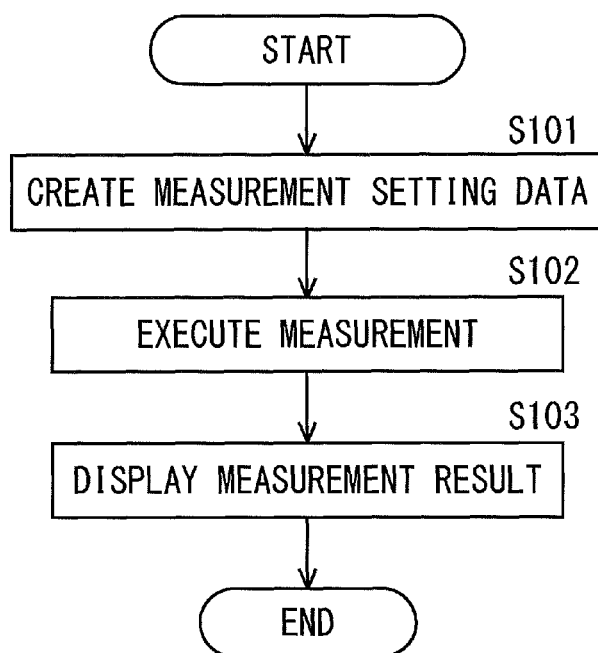 START
S101
CREATE MEASUREMENT SETTING DATA
S102
EXECUTE MEASUREMENT
S103
DISPLAY MEASUREMENT RESULT
END